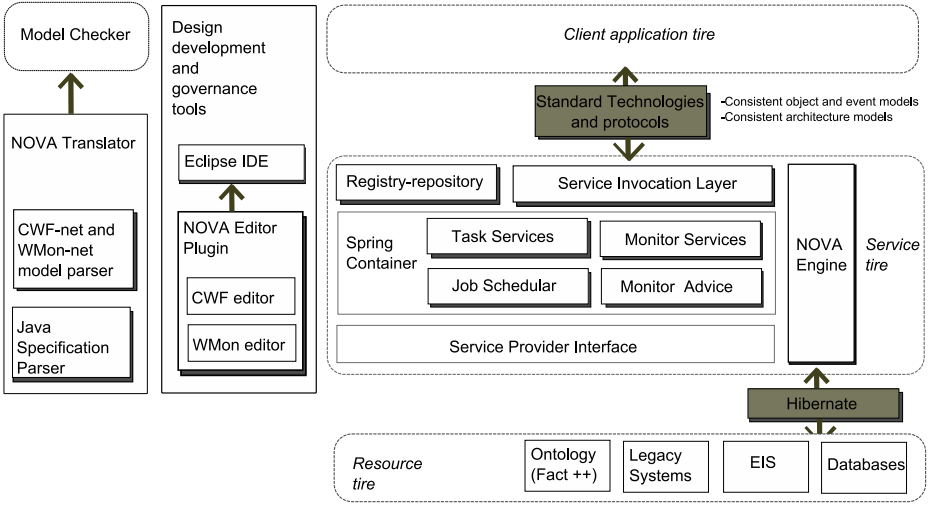 Model Checker
NOVA Translator
CWF-net and
WMon-net
model parser
Java
Specification
Parser
Design
development
and
governance
tools
Eclipse IDE
NOVA Editor
Plugin
CWF editor
WMon editor
Client application tire
Standard Technologies
and protocols
-Consistent object and event models
-Consistent architecture models
Registry-repository
Service Invocation Layer
Spring
Container
Task Services
Monitor Services
Job Schedular
Monitor Advice
Service Provider Interface
NOVA
Engine
Service
tire
Hibernate
Resource
tire
Ontology
(Fact ++)
Legacy
Systems
EIS
Databases